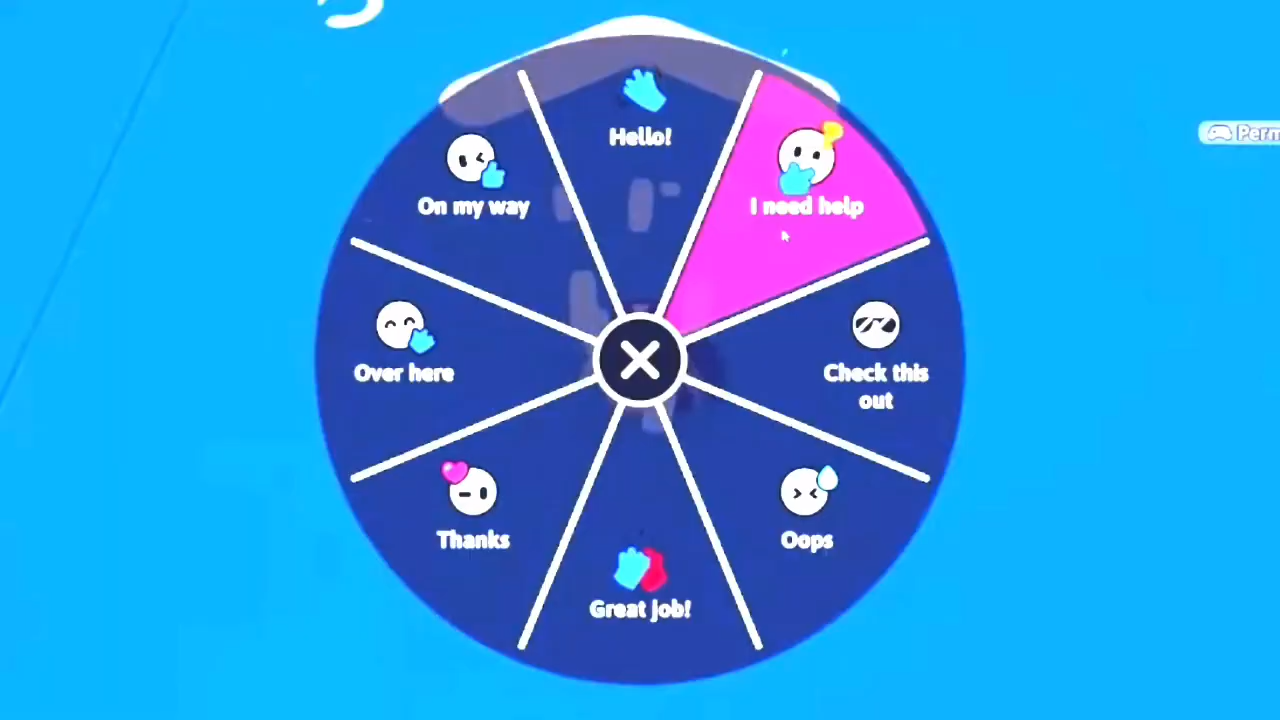 Hello!
On my way
I need help
Over here
Check this
out
Thanks
Oops
Great job!